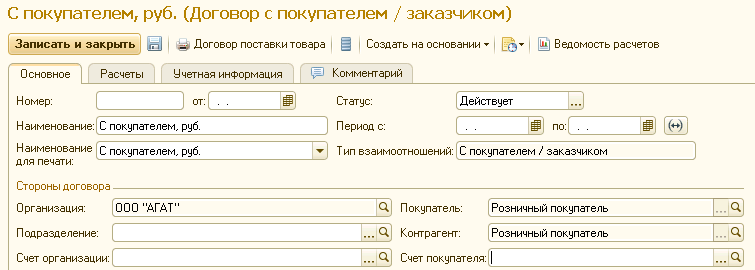 С покупателем, руб. (Договор с покупателем / заказчиком)
Записать и закрыть Договор поставки товара Создать на основании Ведомость расчетов
Основное Расчеты Учетная информация Комментарий
Номер: от: . . Статус: Действует ...
Наименование: С покупателем, руб. Период с: . . по: . .
Наименование для печати: С покупателем, руб. Тип взаимоотношений: С покупателем / заказчиком
Стороны договора
Организация: ООО "АГАТ" Покупатель: Розничный покупатель ...
Подразделение: ... Контрагент: Розничный покупатель ...
Счет организации: ... Счет покупателя: ...